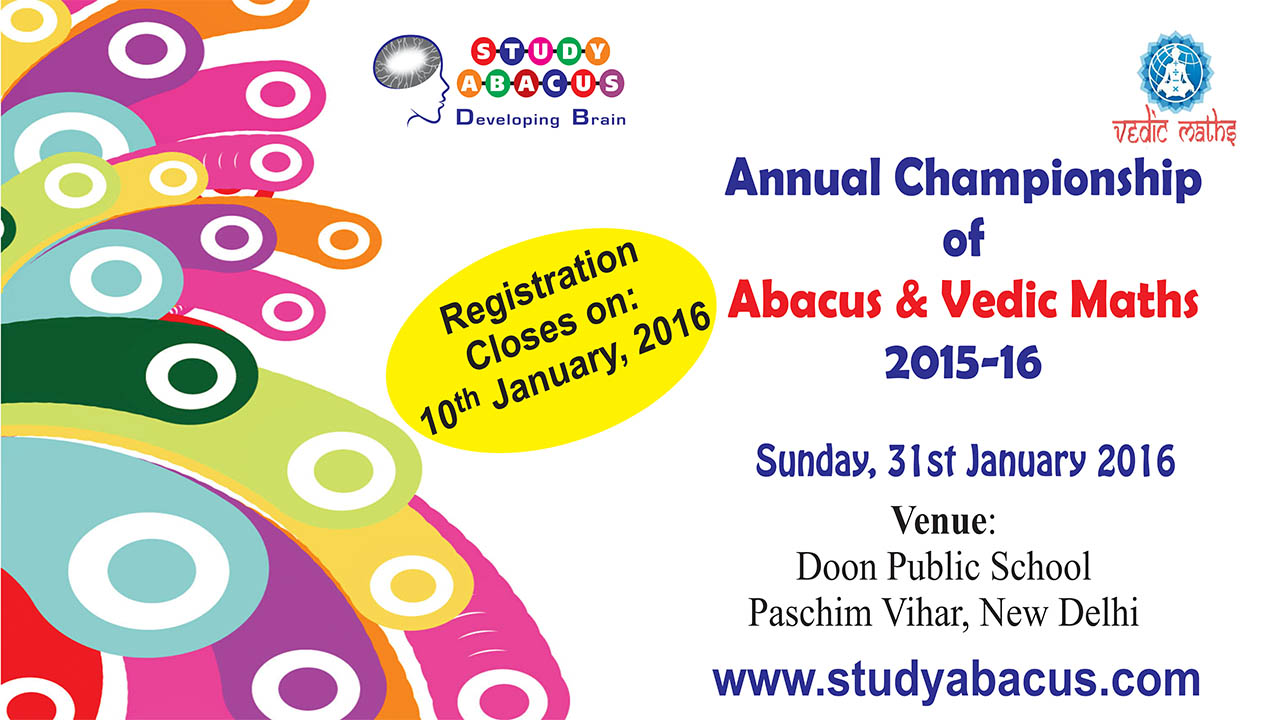 STUDY
ABACUS
Developing Brain
vedic maths
Annual Championship
of
Abacus & Vedic Maths
2015-16
Registration
Closes on:
10th January, 2016
Sunday, 31st January 2016
Venue:
Doon Public School
Paschim Vihar, New Delhi
www.studyabacus.com